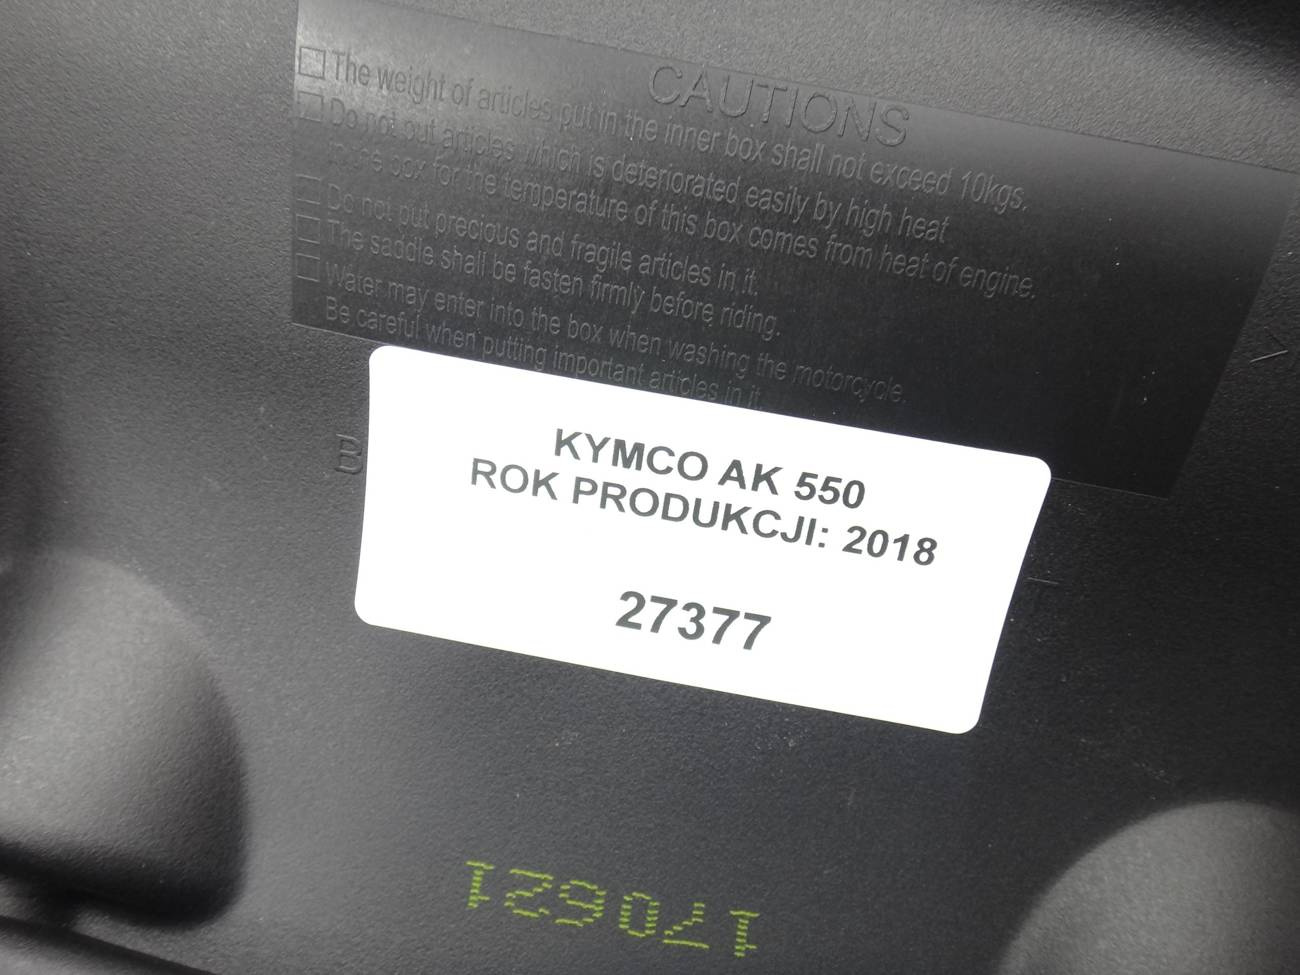 CAUTIONS
The weight of articles put in the inner box shall not exceed 10kgs.
Do not put articles which is deteriorated easily by high heat
in the box for the temperature of this box comes from heat of engine.
Do not put precious and fragile articles in it.
The saddle shall be fasten firmly before riding.
Water may enter into the box when washing the motorcycle.
Be careful when putting important articles in it.
KYMCO AK 550
ROK PRODUKCJI: 2018
27377
170621